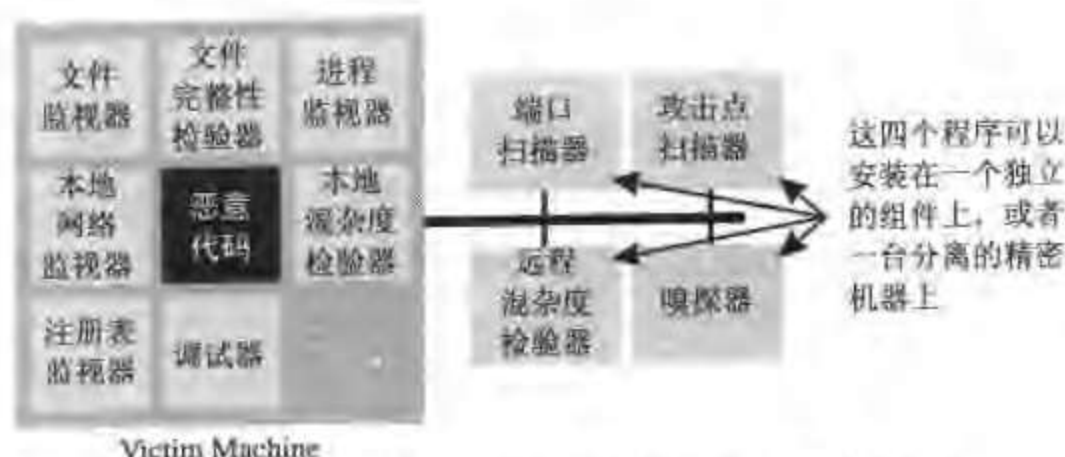 文件
监视器
文件
完整性
检验器
进程
监视器
本地
网络
监视器
恶意
代码
本地
混杂度
检验器
注册表
监视器
调试器
端口
扫描器
攻击点
扫描器
远程
混杂度
检验器
嗅探器
这四个程序可以
安装在一个独立
的组件上，或者
一台分离的精密
机器上
Victim Machine